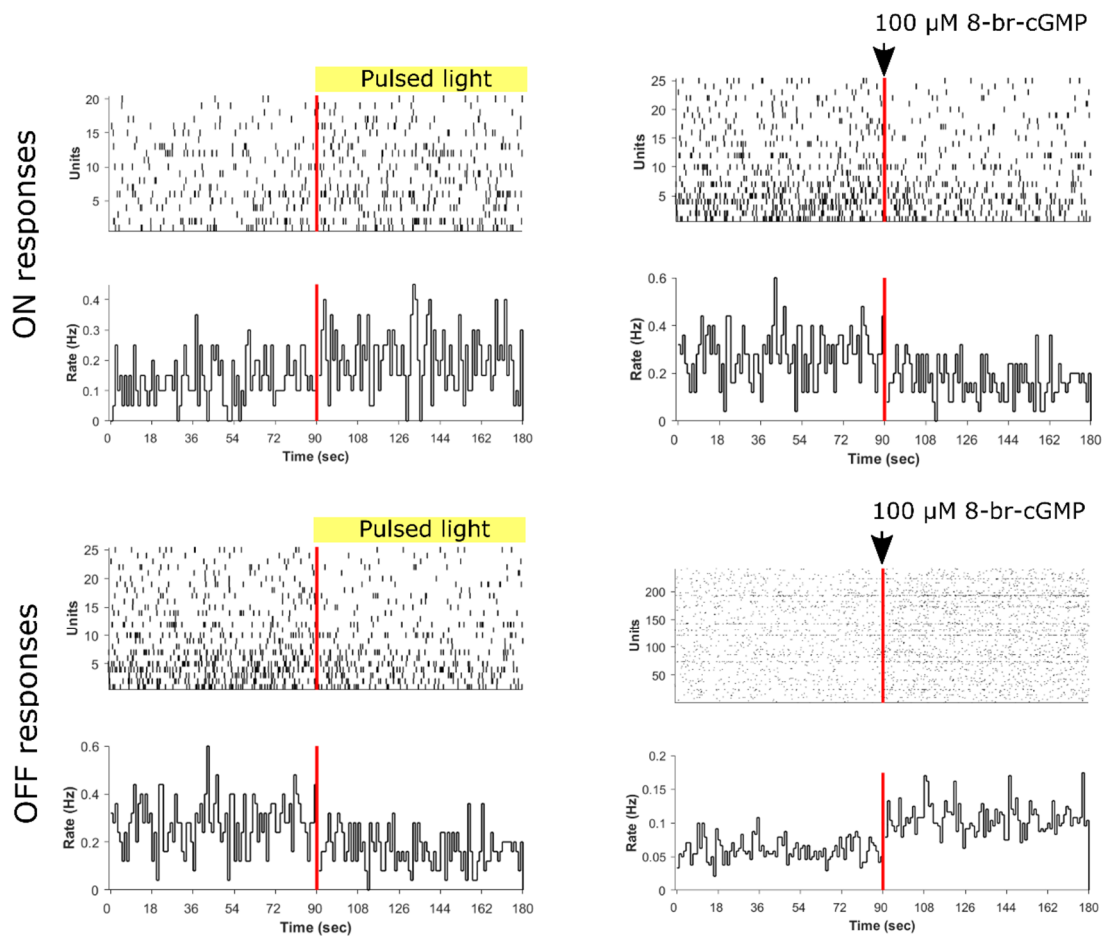 100 µM 8-br-cGMP
Pulsed light
ON responses
Units
20
15
10
5
Units
25
20
15
10
5
Rate (Hz)
0.4
0.3
0.2
0.1
0
0 18 36 54 72 90 108 126 144 162 180
Time (sec)
Rate (Hz)
0.6
0.4
0.2
0
0 18 36 54 72 90 108 126 144 162 180
Time (sec)
100 µM 8-br-cGMP
Pulsed light
OFF responses
Units
25
20
15
10
5
Units
200
150
100
50
Rate (Hz)
0.6
0.4
0.2
0
0 18 36 54 72 90 108 126 144 162 180
Time (sec)
Rate (Hz)
0.2
0.15
0.1
0.05
0
0 18 36 54 72 90 108 126 144 162 180
Time (sec)